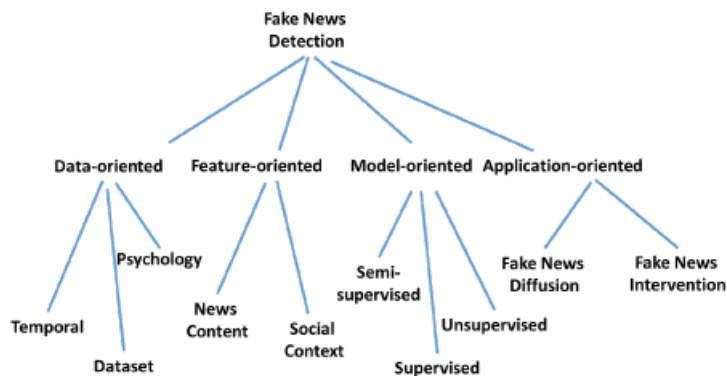 Fake News
Detection
Data-oriented
Feature-oriented
Model-oriented
Application-oriented
Psychology
Temporal
Dataset
News
Content
Social
Context
Semi-
supervised
Unsupervised
Supervised
Fake News
Diffusion
Fake News
Intervention